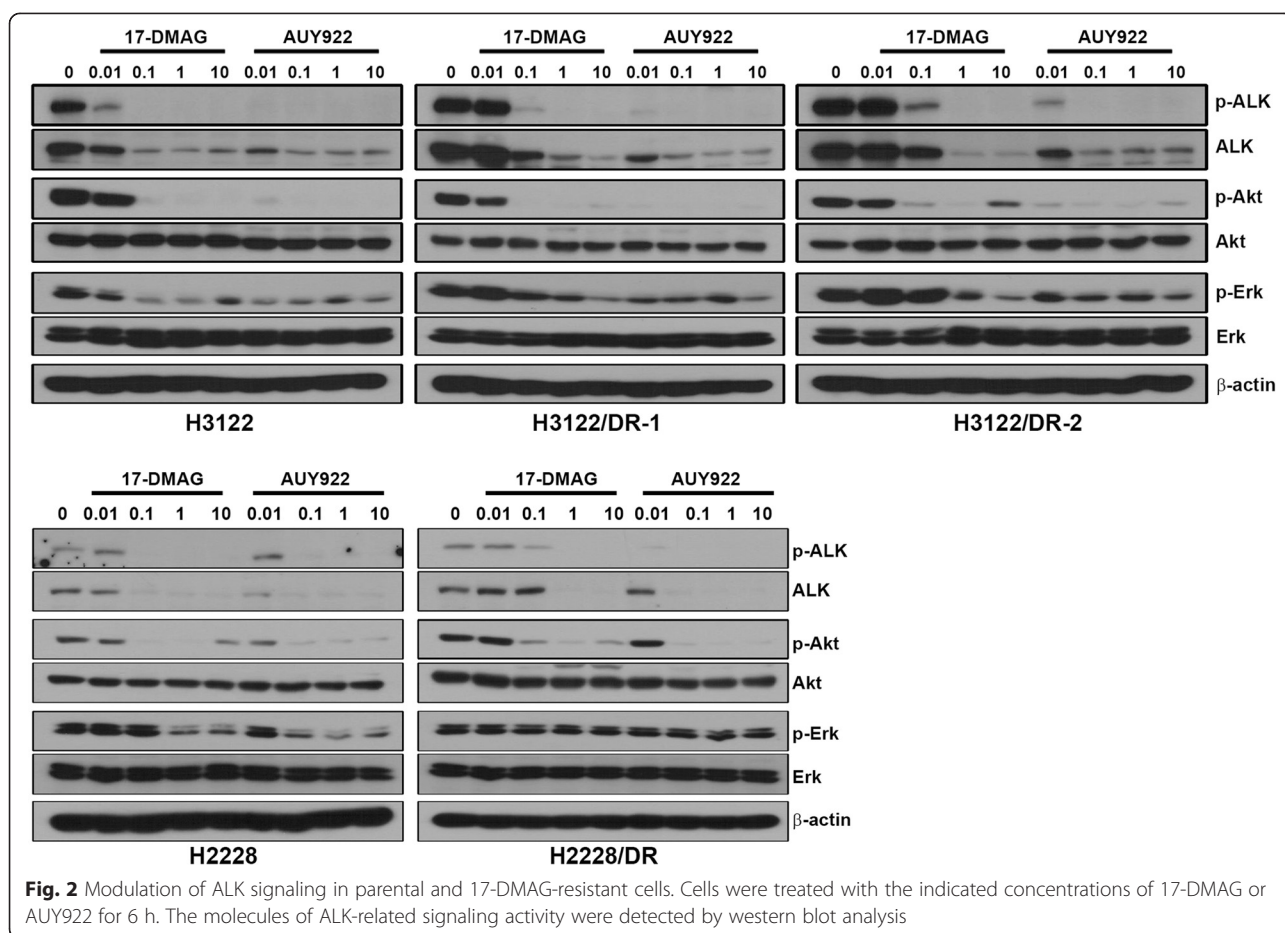 17-DMAG AUY922 17-DMAG AUY922 17-DMAG AUY922
0 0.01 0.1 1 10 0.01 0.1 1 10 0 0.01 0.1 1 10 0.01 0.1 1 10 0 0.01 0.1 1 10 0.01 0.1 1 10
p-ALK
ALK
p-Akt
Akt
p-Erk
Erk
β-actin
H3122 H3122/DR-1 H3122/DR-2
17-DMAG AUY922 17-DMAG AUY922
0 0.01 0.1 1 10 0.01 0.1 1 10 0 0.01 0.1 1 10 0.01 0.1 1 10
p-ALK
ALK
p-Akt
Akt
p-Erk
Erk
β-actin
H2228 H2228/DR
Fig. 2 Modulation of ALK signaling in parental and 17-DMAG-resistant cells. Cells were treated with the indicated concentrations of 17-DMAG or
AUY922 for 6 h. The molecules of ALK-related signaling activity were detected by western blot analysis